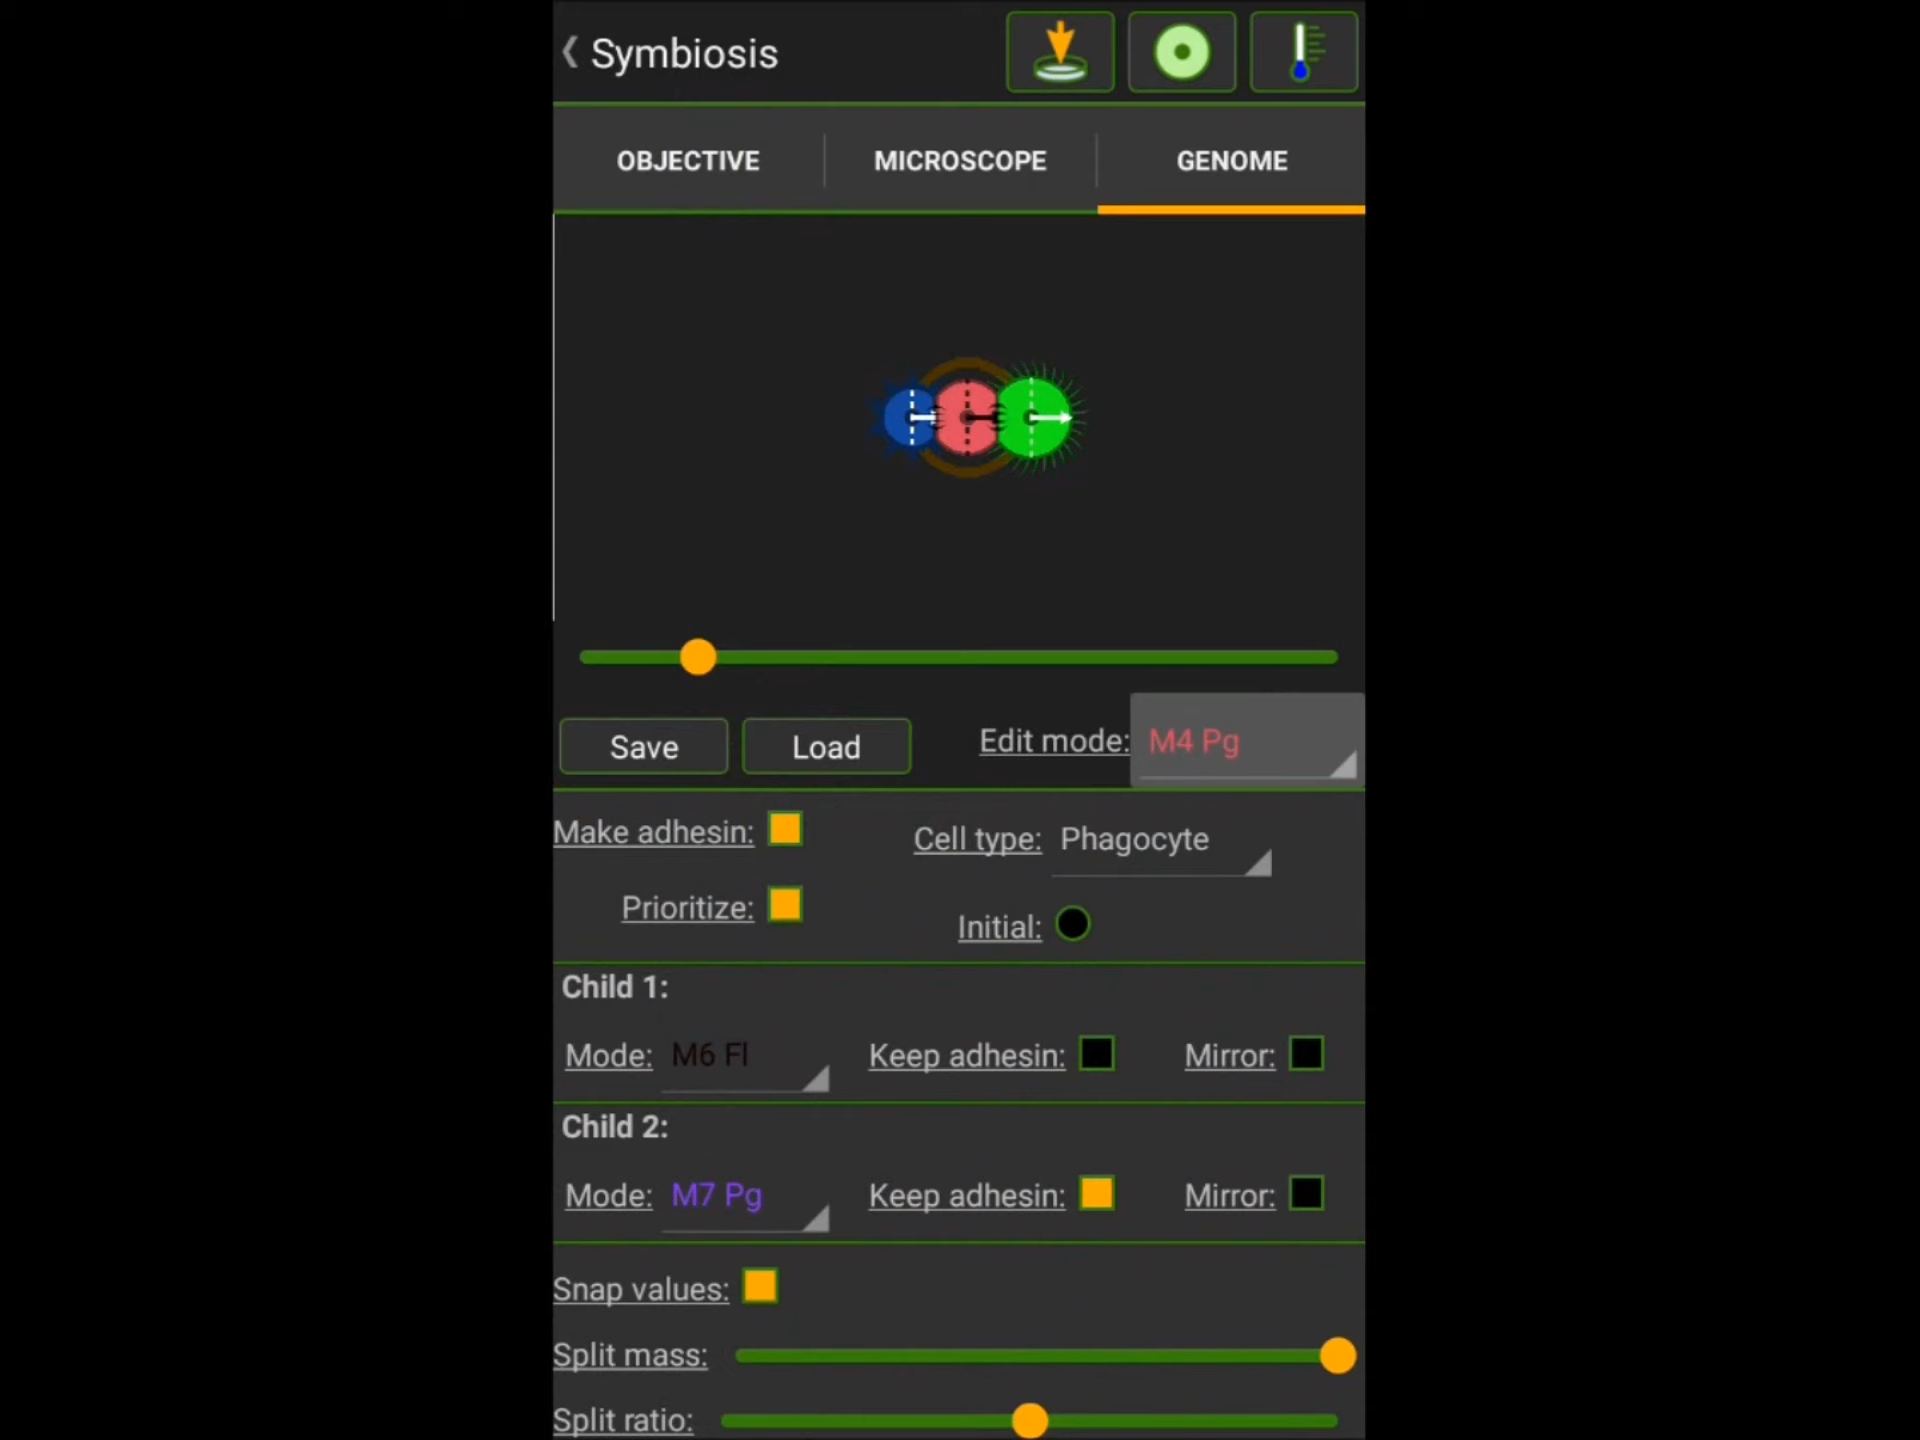 Symbiosis
OBJECTIVE MICROSCOPE GENOME
Save Load Edit mode: M4 Pg
Make adhesin: Cell type: Phagocyte
Prioritize: Initial:
Child 1:
Mode: M6 Fl Keep adhesin: Mirror:
Child 2:
Mode: M7 Pg Keep adhesin: Mirror:
Snap values:
Split mass:
Split ratio: